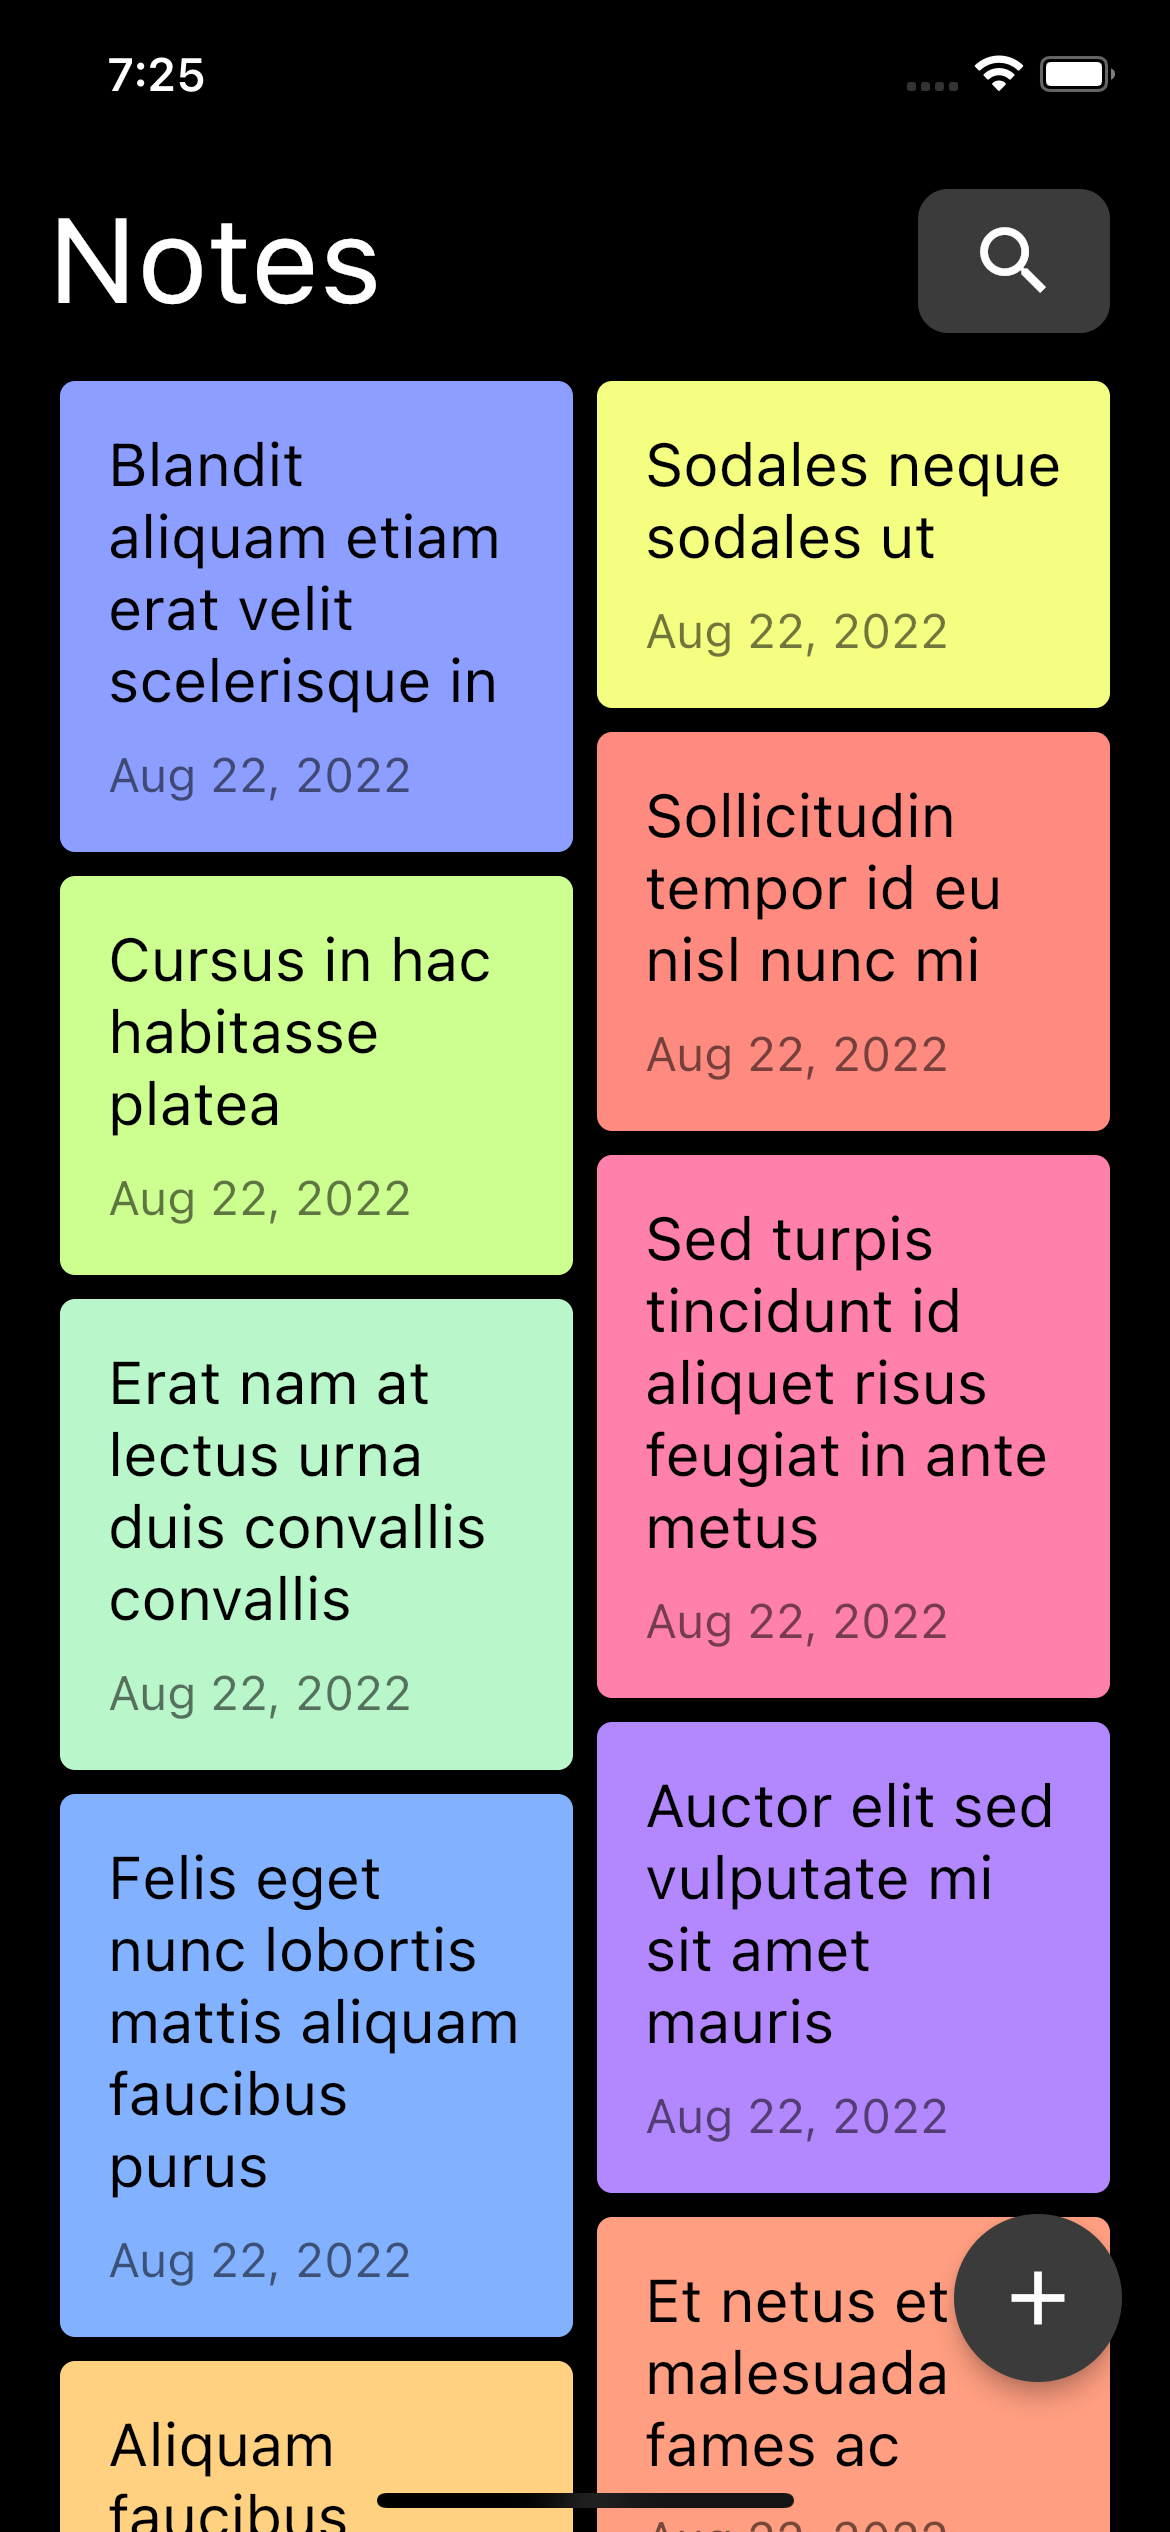 7:25
Notes
Blandit
aliquam etiam
erat velit
scelerisque in
Aug 22, 2022
Sodales neque
sodales ut
Aug 22, 2022
Sollicitudin
tempor id eu
nisl nunc mi
Aug 22, 2022
Cursus in hac
habitasse
platea
Aug 22, 2022
Sed turpis
tincidunt id
aliquet risus
feugiat in ante
metus
Aug 22, 2022
Erat nam at
lectus urna
duis convallis
convallis
Aug 22, 2022
Auctor elit sed
vulputate mi
sit amet
mauris
Aug 22, 2022
Felis eget
nunc lobortis
mattis aliquam
faucibus
purus
Aug 22, 2022
Et netus et
malesuada
fames ac
Aug 22, 2022
Aliquam
faucibus